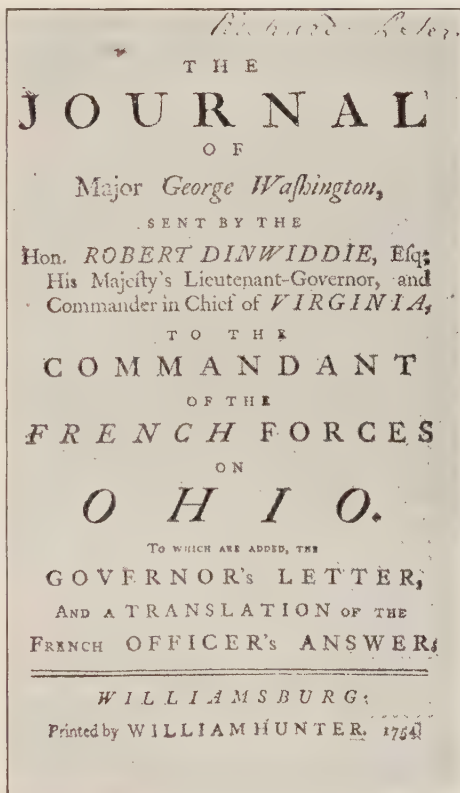 Richard Peters
THE
JOURNAL
OF
Major George Waſhington,
SENT BY THE
Hon. ROBERT DINWIDDIE, Eſq;
His Majeſty's Lieutenant-Governor, and
Commander in Chief of VIRGINIA,
TO THE
COMMANDANT
OF THE
FRENCH FORCES
ON
OHIO.
TO WHICH ARE ADDED, THE
GOVERNOR's LETTER,
AND A TRANSLATION OF THE
FRENCH OFFICER's ANSWER.
WILLIAMSBURG:
Printed by WILLIAM HUNTER. 1754.